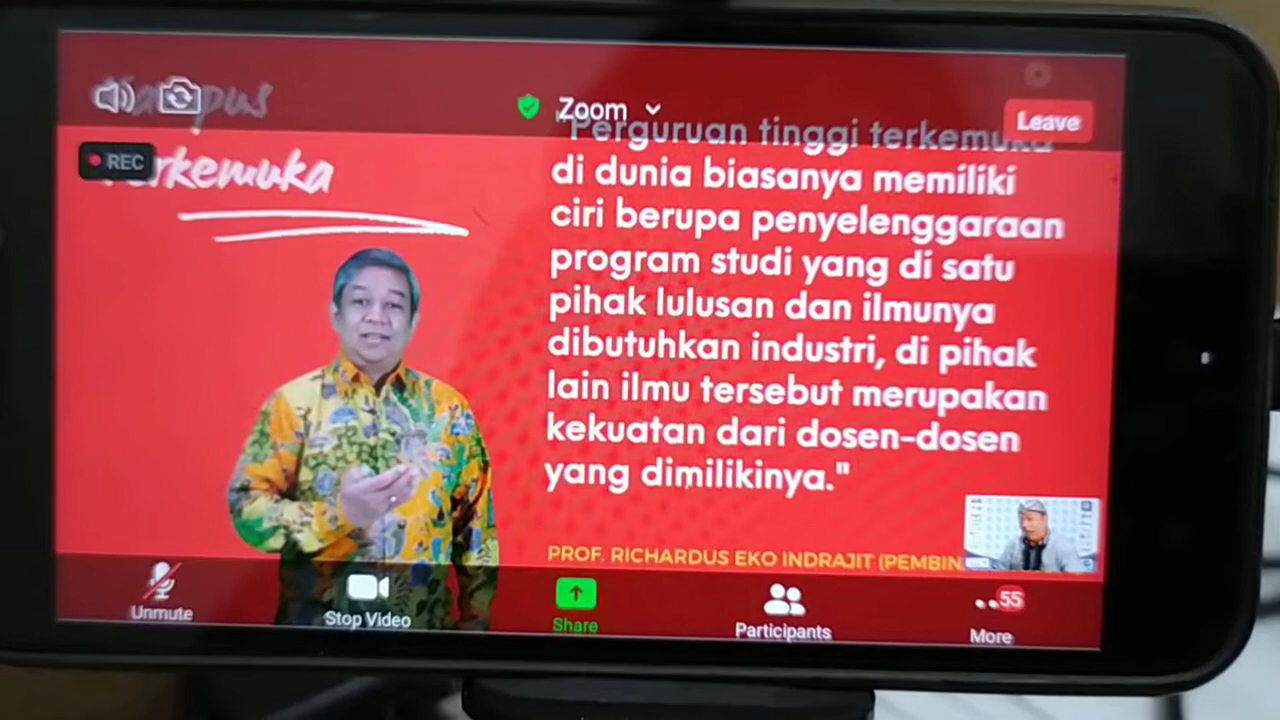 Kampus
Terkemuka
REC
Zoom
Leave
"Perguruan tinggi terkemuka
di dunia biasanya memiliki
ciri berupa penyelenggaraan
program studi yang di satu
pihak lulusan dan ilmunya
dibutuhkan industri, di pihak
lain ilmu tersebut merupakan
kekuatan dari dosen-dosen
yang dimilikinya."
PROF. RICHARDUS EKO INDRAJIT (PEMBIN
Unmute
Stop Video
Share
Participants
55
More